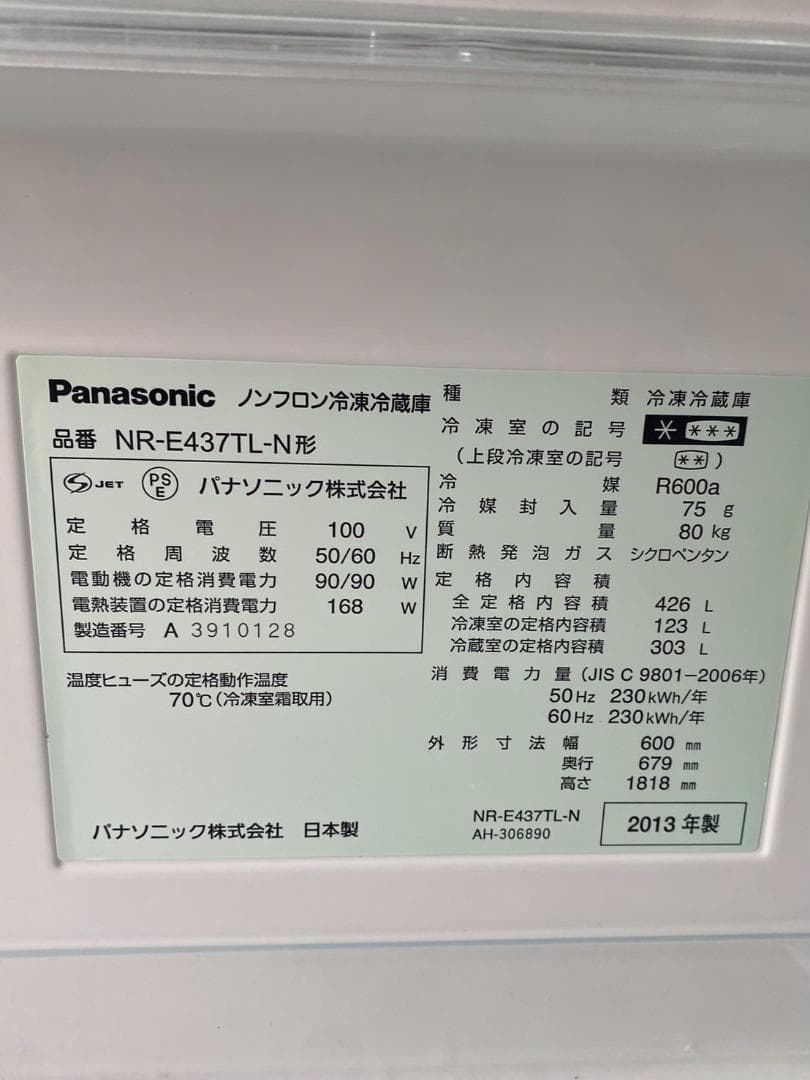 Panasonic ノンフロン冷凍冷蔵庫
品番 NR-E437TL-N形
JET PSE パナソニック株式会社
定格電圧 100 V
定格周波数 50/60 Hz
電動機の定格消費電力 90/90 W
電熱装置の定格消費電力 168 W
製造番号 A 3910128
温度ヒューズの定格動作温度
70℃(冷凍室霜取用)
パナソニック株式会社 日本製
種類 冷凍冷蔵庫
冷凍室の記号 * ***
(上段冷凍室の記号 ** )
冷媒 R600a
冷媒封入量 75 g
質量 80 kg
断熱発泡ガス シクロペンタン
定格内容積
全定格内容積 426 L
冷凍室の定格内容積 123 L
冷蔵室の定格内容積 303 L
消費電力量(JIS C 9801-2006年)
50Hz 230kWh/年
60Hz 230kWh/年
外形寸法幅 600 mm
奥行 679 mm
高さ 1818 mm
NR-E437TL-N
AH-306890
2013年製